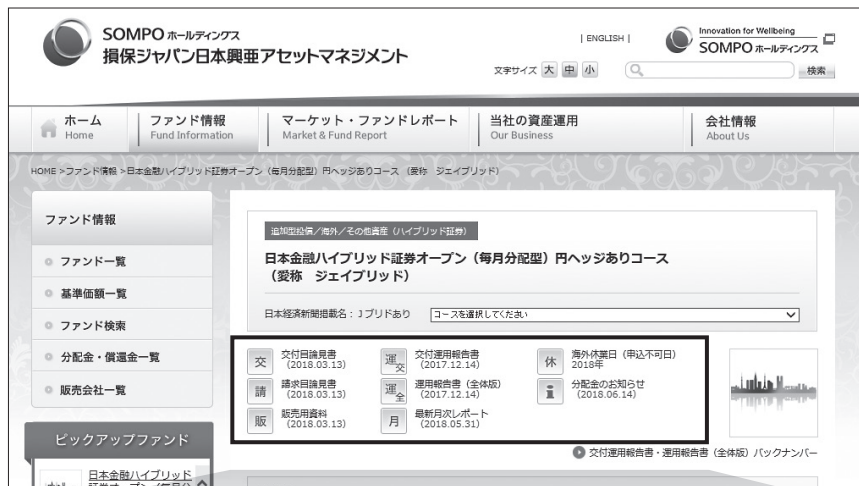 SOMPO ホールディングス
損保ジャパン日本興亜アセットマネジメント
| ENGLISH |
Innovation for Wellbeing
SOMPO ホールディングス
文字サイズ 大 中 小
検索
ホーム
Home
ファンド情報
Fund Information
マーケット・ファンドレポート
Market & Fund Report
当社の資産運用
Our Business
会社情報
About Us
HOME >ファンド情報 >日本金融ハイブリッド証券オープン（毎月分配型）円ヘッジありコース （愛称 ジェイブリッド）
ファンド情報
ファンド一覧
基準価額一覧
ファンド検索
分配金・償還金一覧
販売会社一覧
ピックアップファンド
日本金融ハイブリッド
追加型投信／海外／その他資産（ハイブリッド証券）
日本金融ハイブリッド証券オープン（毎月分配型）円ヘッジありコース
（愛称 ジェイブリッド）
日本経済新聞掲載名：Ｊブリドあり
コースを選択してください
交 交付目論見書
（2018.03.13）
運交 交付運用報告書
（2017.12.14）
休 海外休業日（申込不可日）
2018年
請 請求目論見書
（2018.03.13）
運全 運用報告書（全体版）
（2017.12.14）
i 分配金のお知らせ
（2018.06.14）
販 販売用資料
（2018.03.13）
月 最新月次レポート
（2018.05.31）
交付運用報告書・運用報告書（全体版）バックナンバー